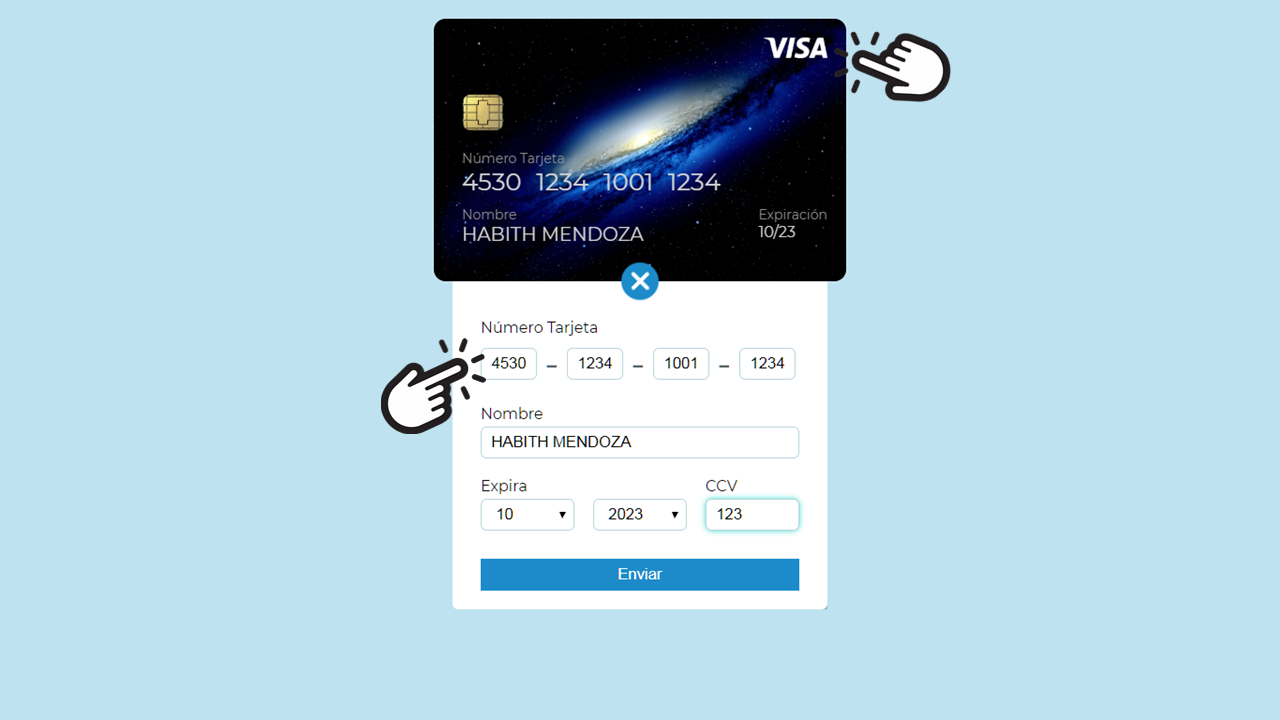 VISA
Número Tarjeta
4530 1234 1001 1234
Nombre Expiración
HABITH MENDOZA 10/23
Número Tarjeta
4530 – 1234 – 1001 – 1234
Nombre
HABITH MENDOZA
Expira CCV
10 2023 123
Enviar